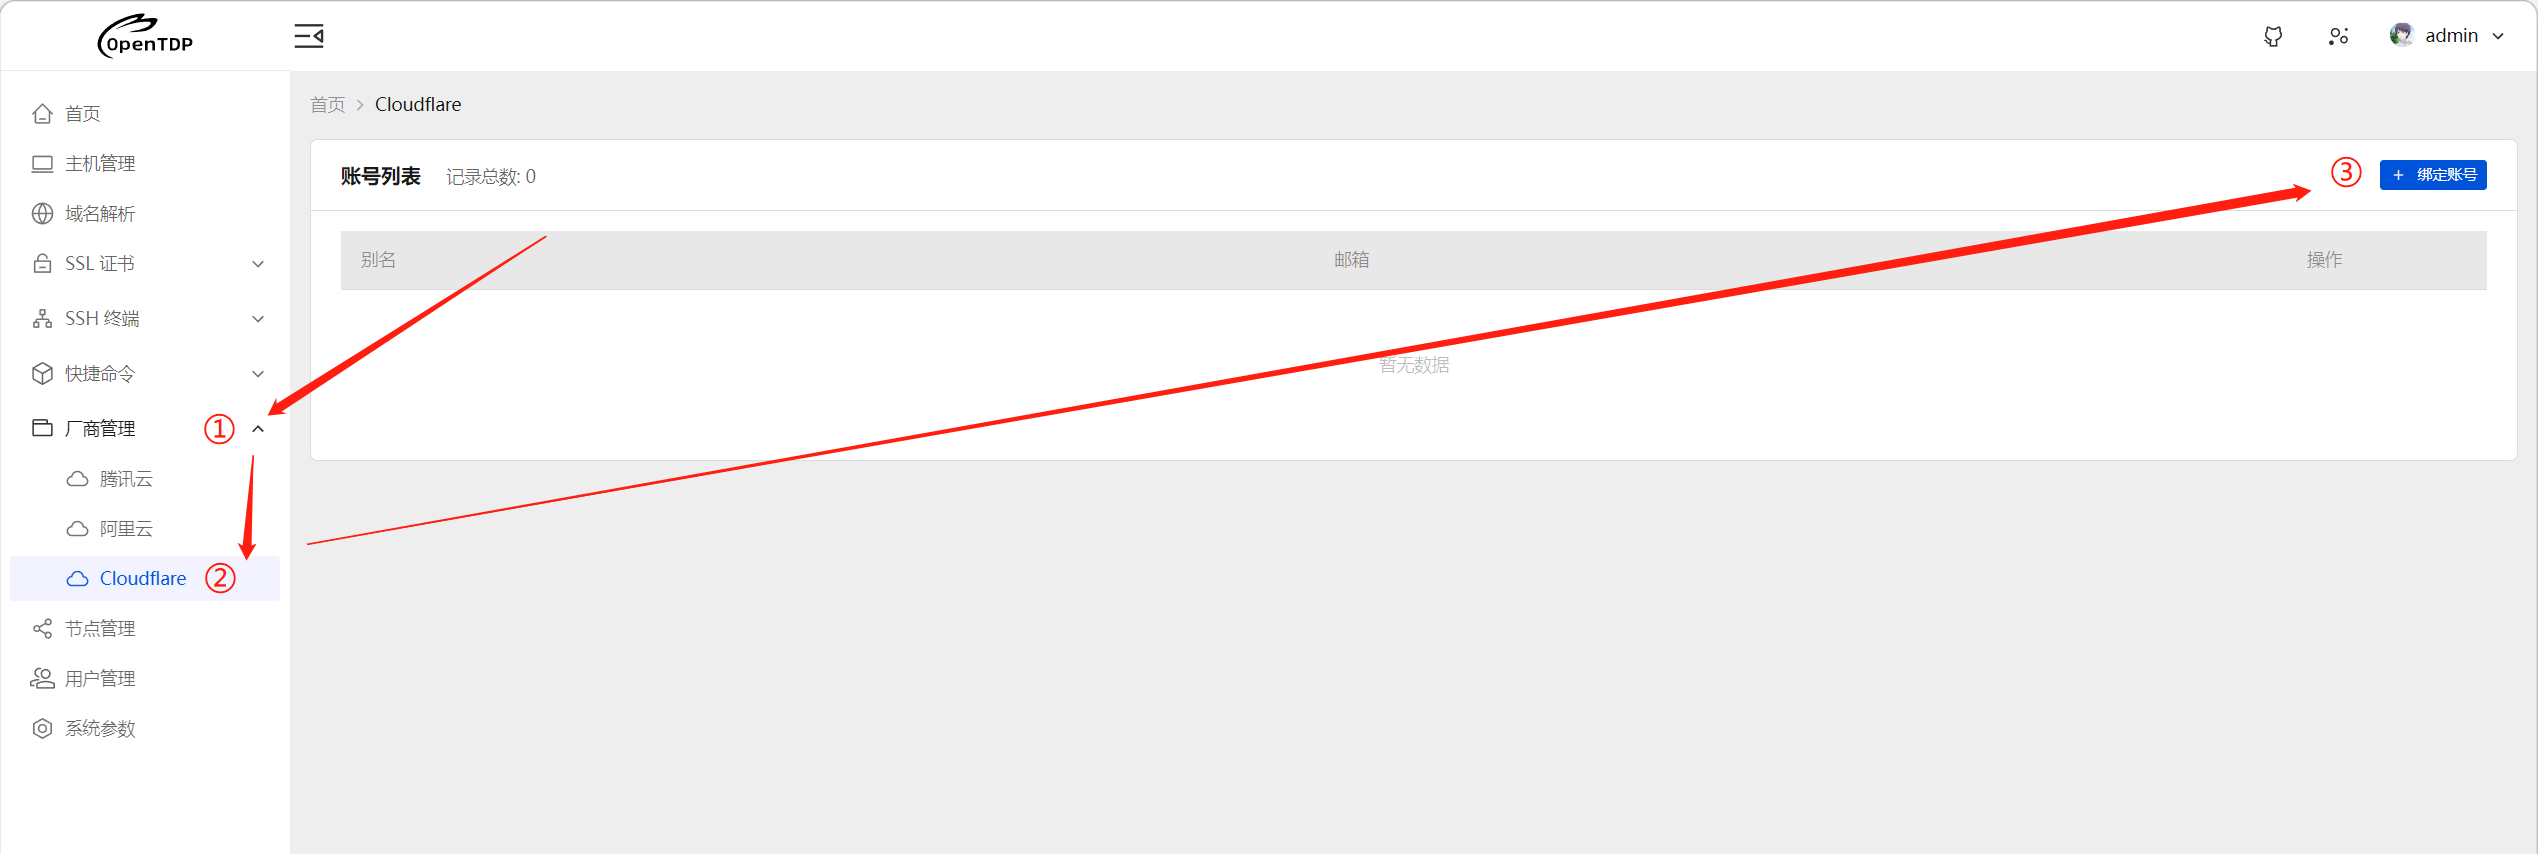 OpenTDP
admin
首页
主机管理
域名解析
SSL 证书
SSH 终端
快捷命令
厂商管理 ①
腾讯云
阿里云
Cloudflare ②
节点管理
用户管理
系统参数
首页 > Cloudflare
账号列表 记录总数: 0
③ + 绑定账号
别名 邮箱 操作
暂无数据